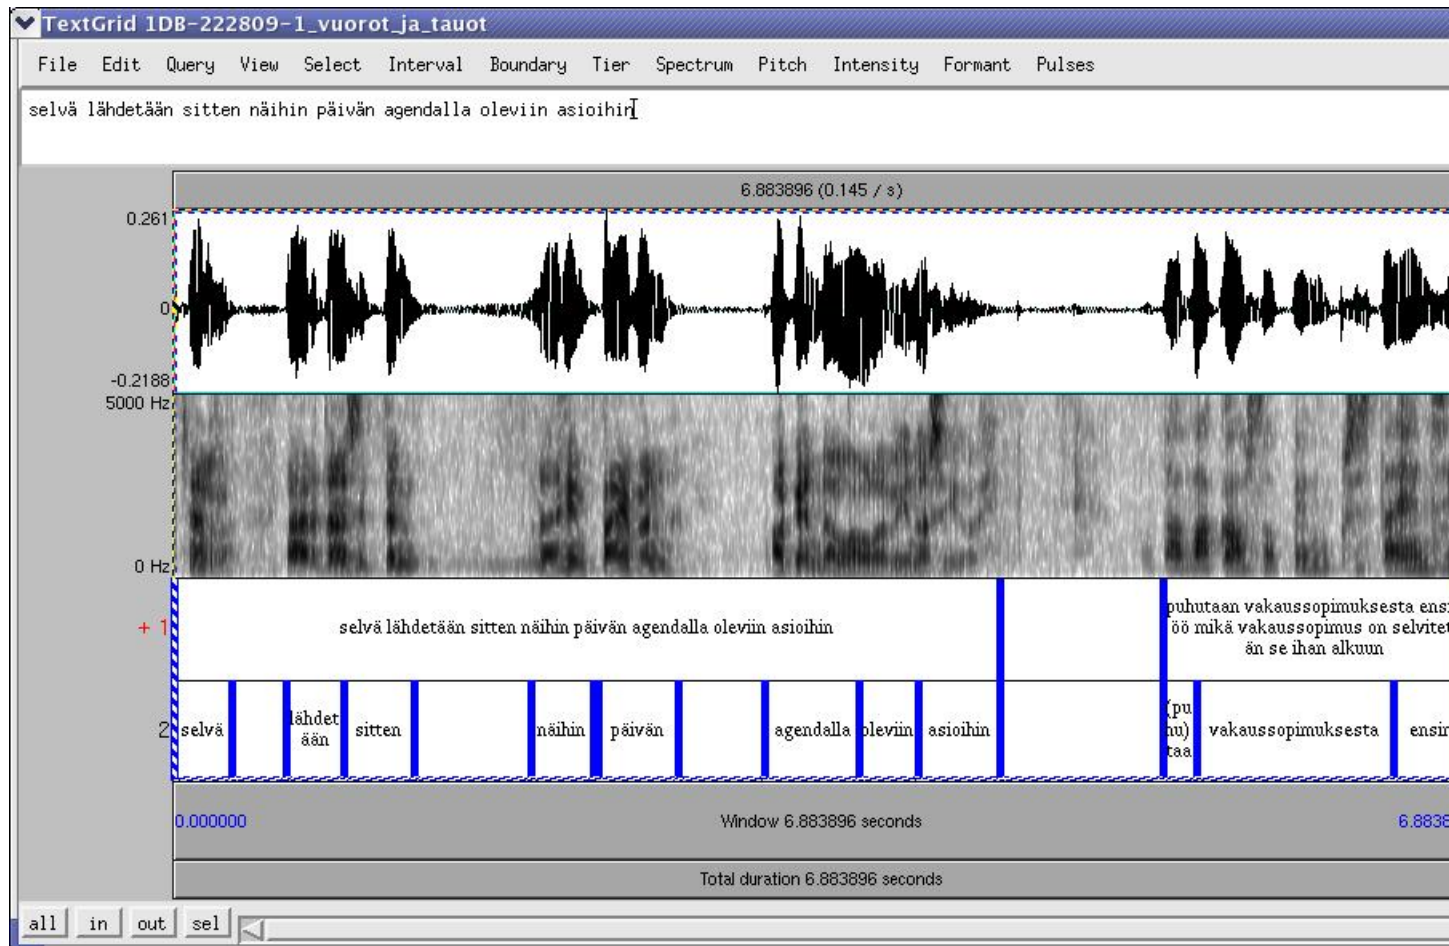 TextGrid 1DB-222809-1_vuorot_ja_tauot
File Edit Query View Select Interval Boundary Tier Spectrum Pitch Intensity Formant Pulses
selvä lähdetään sitten näihin päivän agendalla oleviin asioihin
6.883896 (0.145 / s)
0.261
0
-0.2188
5000 Hz
0 Hz
+ 1
selvä lähdetään sitten näihin päivän agendalla oleviin asioihin
puhutaan vakaussopimuksesta ensi
öö mikä vakaussopimus on selvitet
än se ihan alkuun
2
selvä
lähdet
ään
sitten
näihin
päivän
agendalla
oleviin
asioihin
(pu
hu)
taa
vakaussopimuksesta
ensin
0.000000
Window 6.883896 seconds
6.8838
Total duration 6.883896 seconds
all in out sel